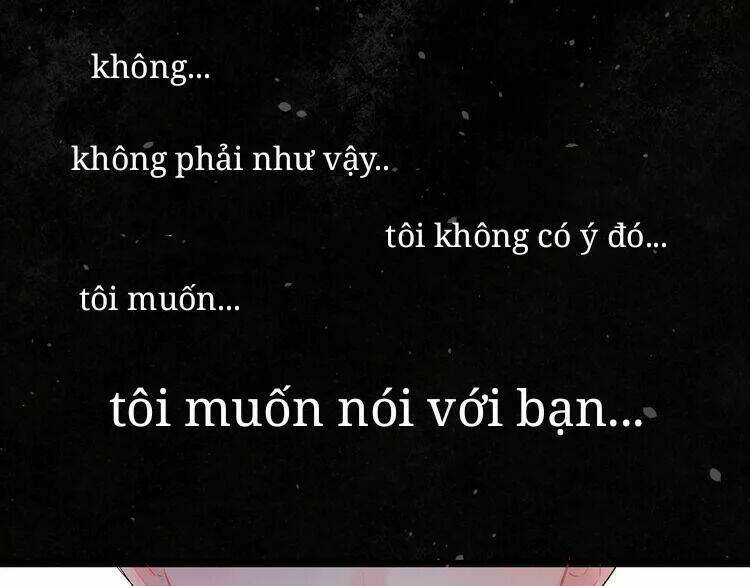 không...
không phải như vậy..
tôi không có ý đó...
tôi muốn...
tôi muốn nói với bạn...